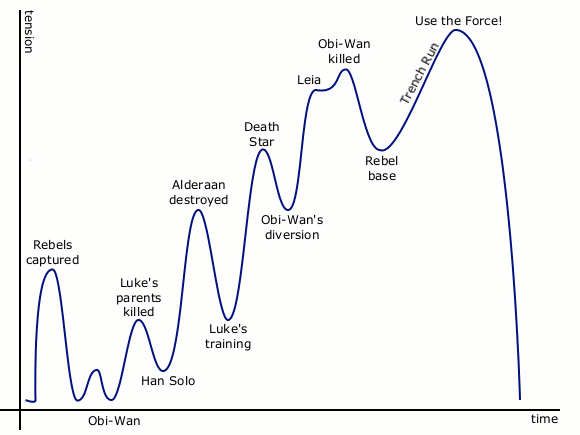 tension
Use the Force!
Obi-Wan
killed
Trench Run
Leia
Death
Star
Rebel
base
Alderaan
destroyed
Obi-Wan's
diversion
Rebels
captured
Luke's
parents
killed
Luke's
training
Han Solo
Obi-Wan
time